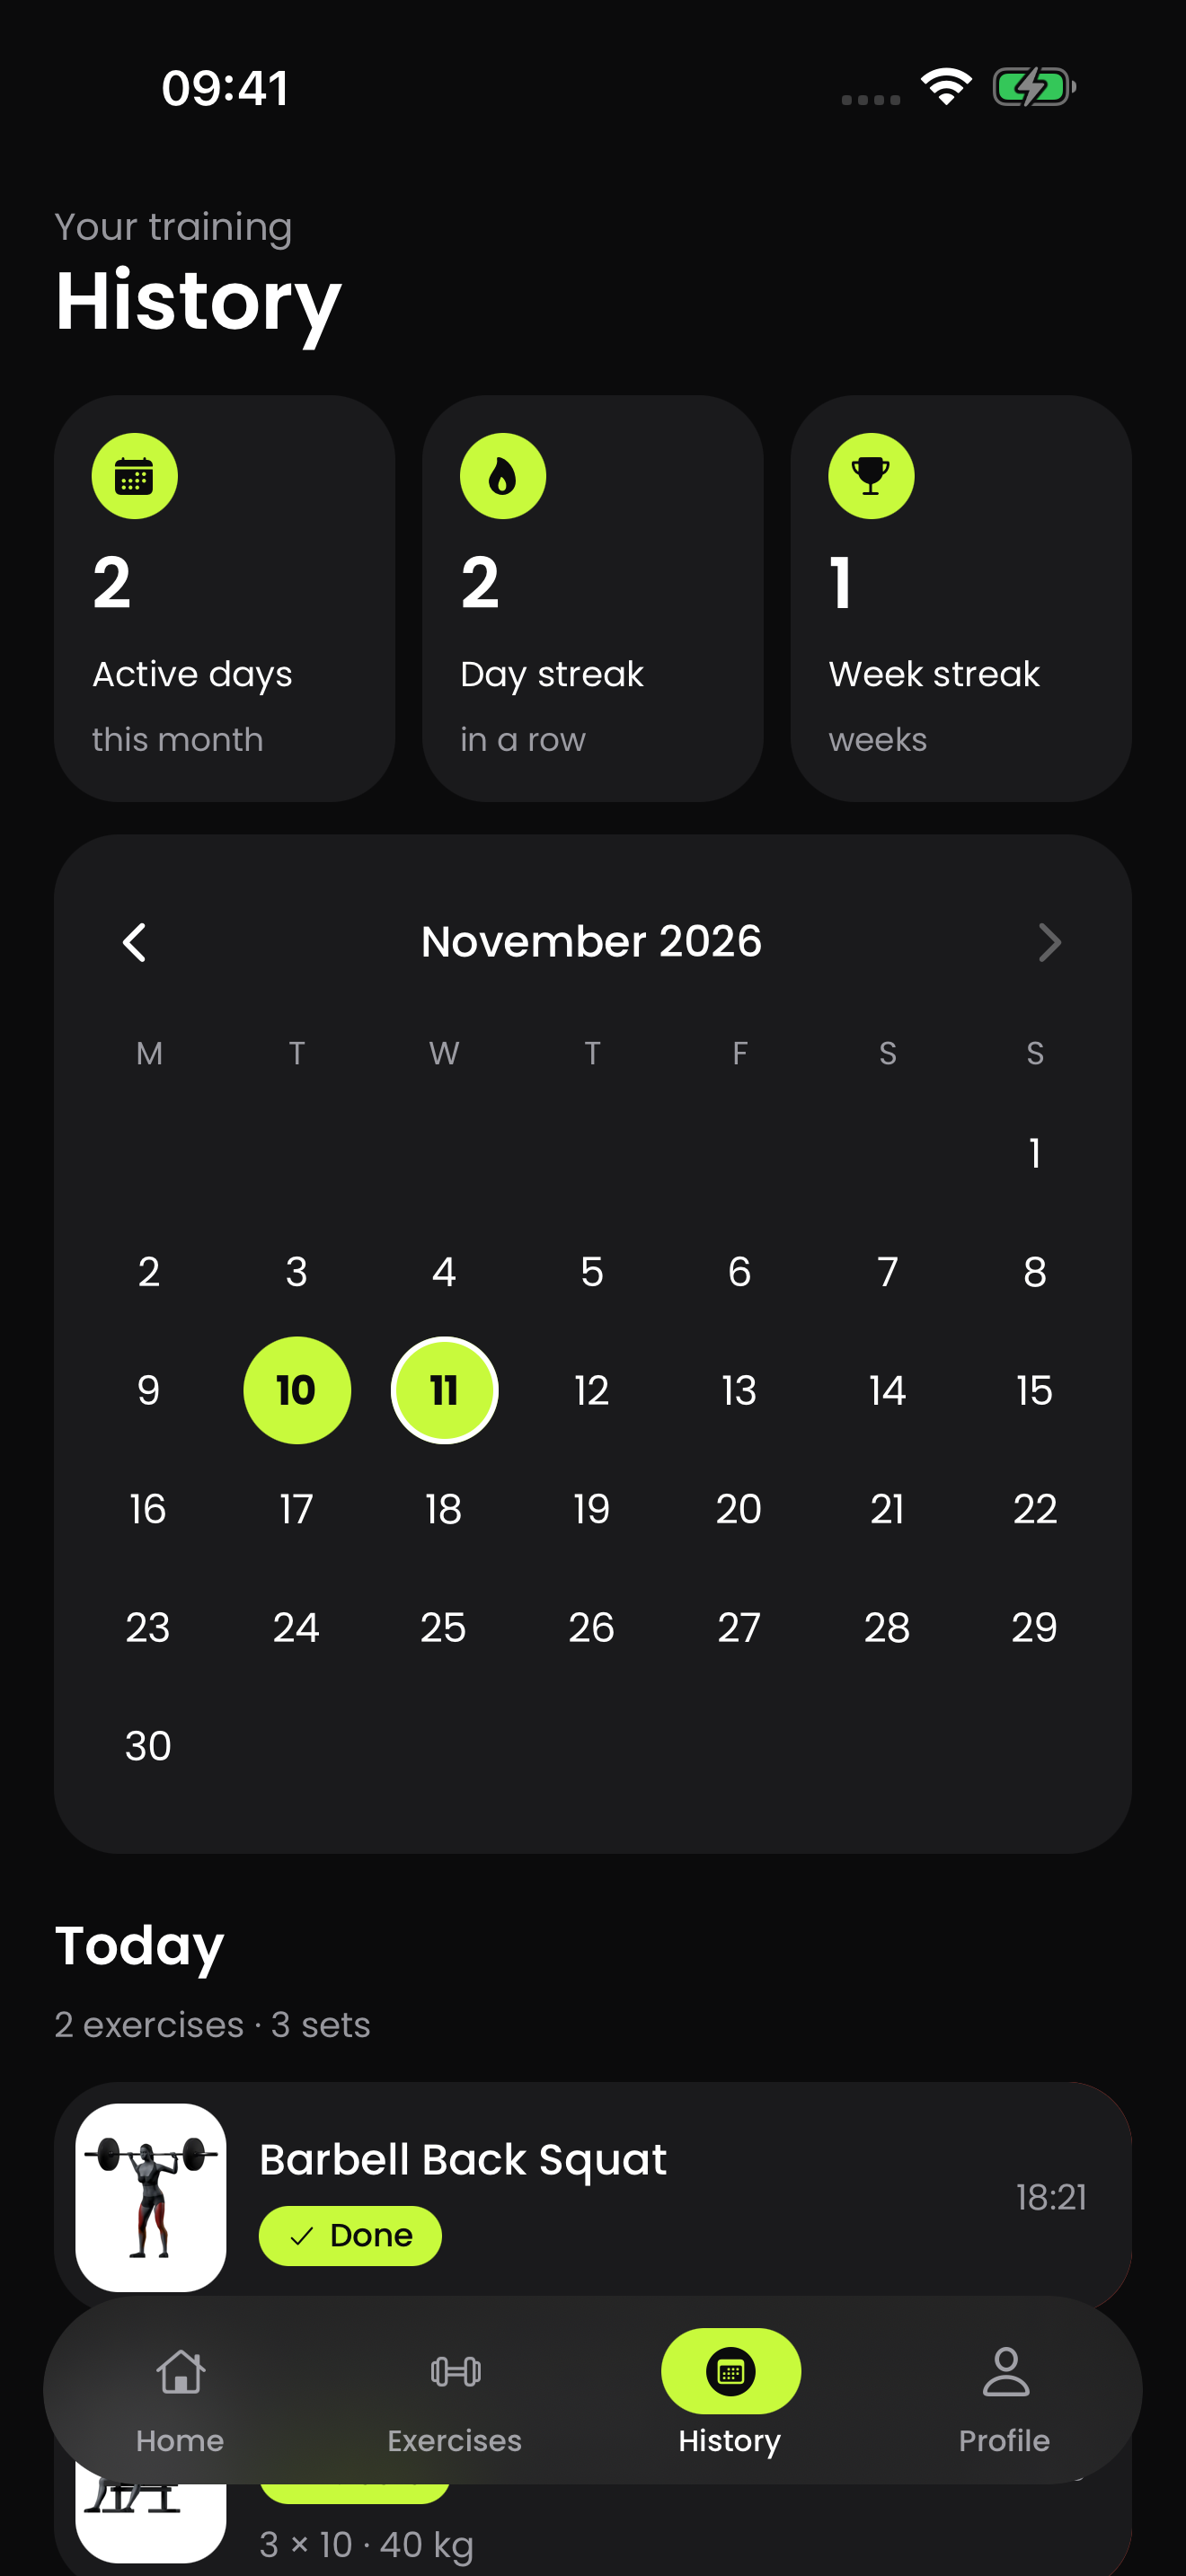 09:41
Your training
History
2
Active days
this month
2
Day streak
in a row
1
Week streak
weeks
November 2026
M T W T F S S
1
2 3 4 5 6 7 8
9 10 11 12 13 14 15
16 17 18 19 20 21 22
23 24 25 26 27 28 29
30
Today
2 exercises · 3 sets
Barbell Back Squat
18:21
Done
Home Exercises History Profile
3 × 10 · 40 kg